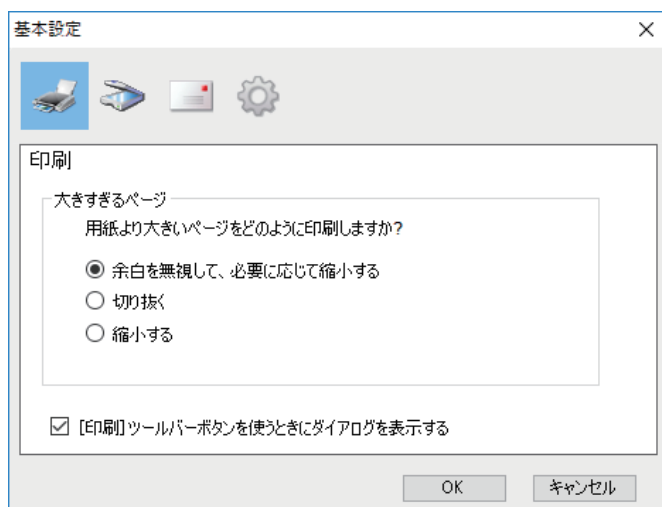 基本設定
印刷
大きすぎるページ
用紙より大きいページをどのように印刷しますか?
余白を無視して、必要に応じて縮小する
切り抜く
縮小する
[印刷]ツールバーボタンを使うときにダイアログを表示する
OK キャンセル